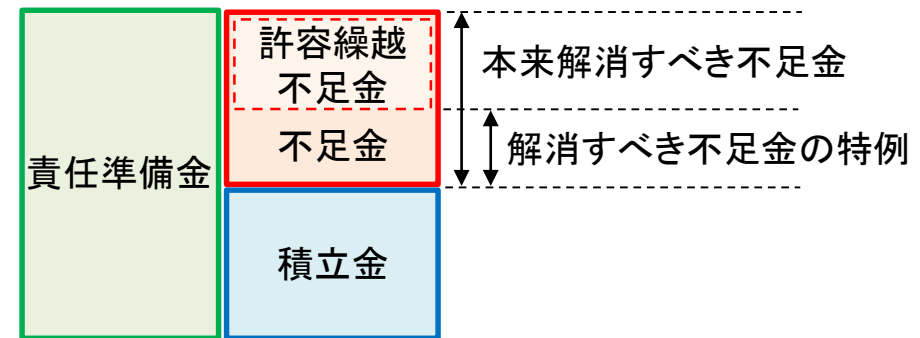 責任準備金
許容繰越
不足金
不足金
積立金
本来解消すべき不足金
解消すべき不足金の特例